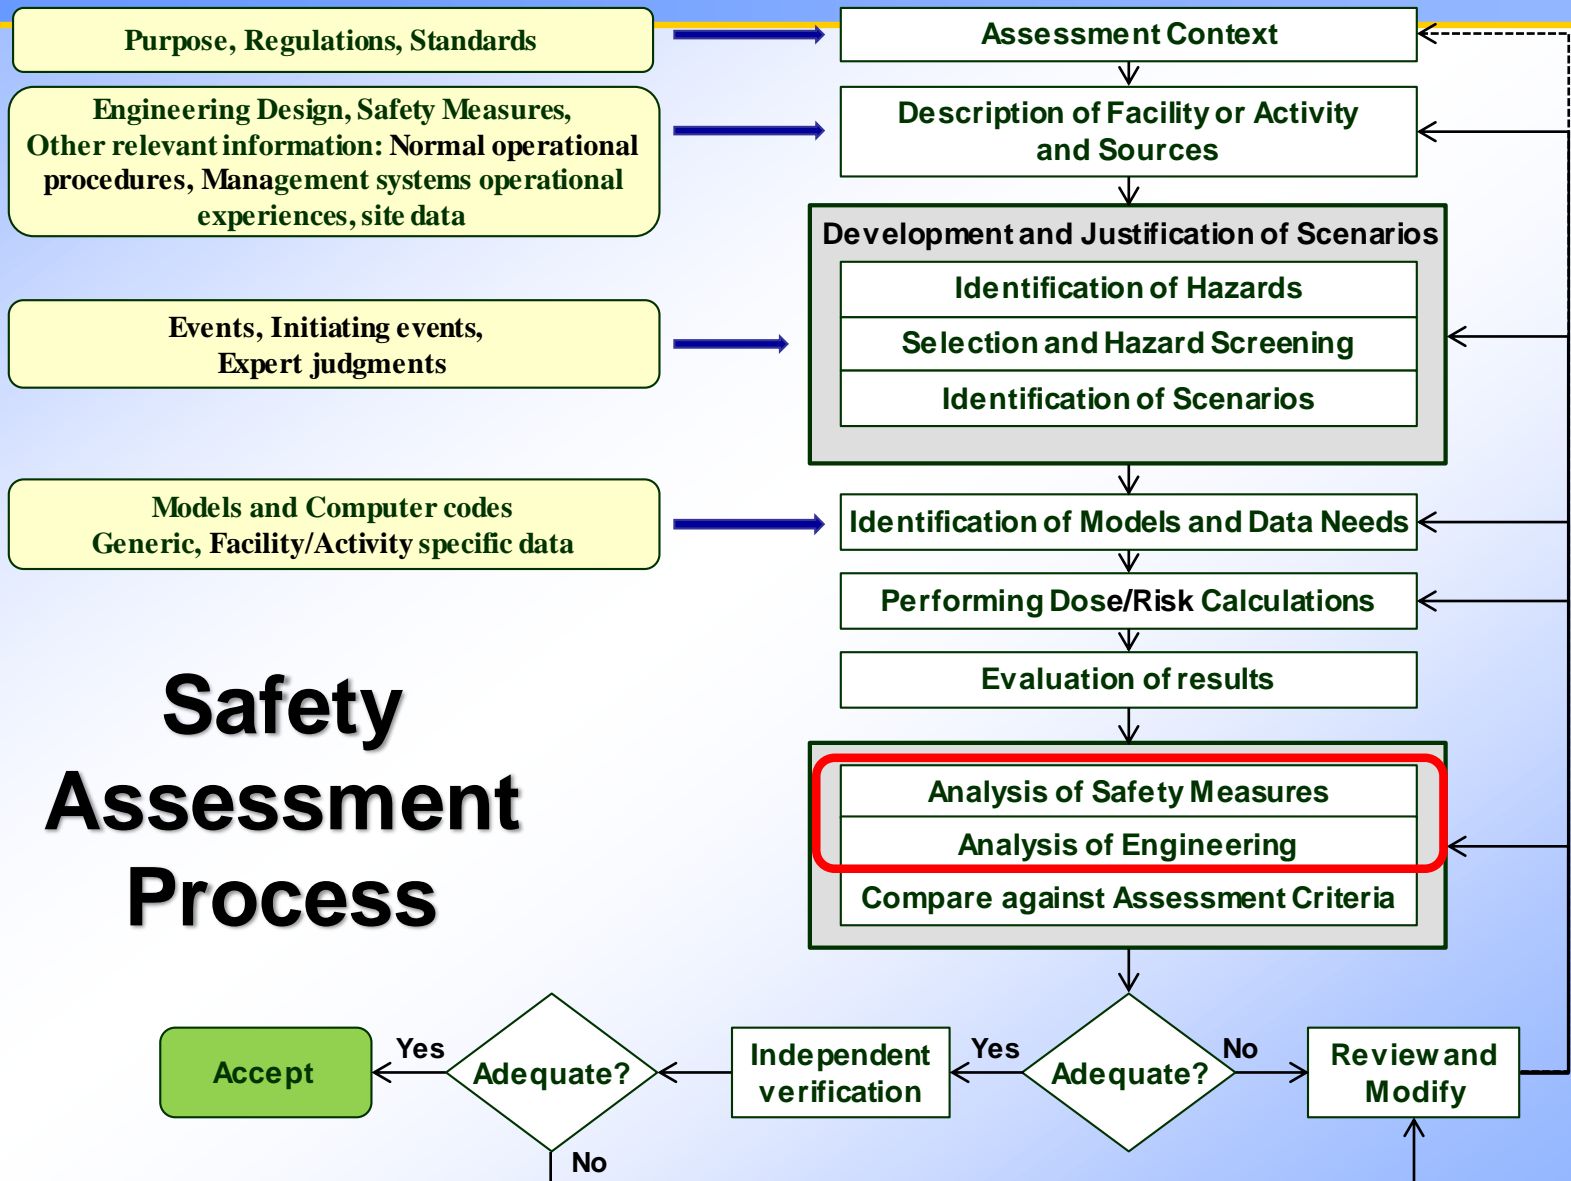 Purpose, Regulations, Standards
Assessment Context
Engineering Design, Safety Measures,
Other relevant information: Normal operational
procedures, Management systems operational
experiences, site data
Description of Facility or Activity
and Sources
Development and Justification of Scenarios
Identification of Hazards
Selection and Hazard Screening
Identification of Scenarios
Events, Initiating events,
Expert judgments
Models and Computer codes
Generic, Facility/Activity specific data
Identification of Models and Data Needs
Performing Dose/Risk Calculations
Evaluation of results
Safety
Assessment
Process
Analysis of Safety Measures
Analysis of Engineering
Compare against Assessment Criteria
Accept
Yes
Adequate?
No
Independent
verification
Yes
Adequate?
No
Review and
Modify